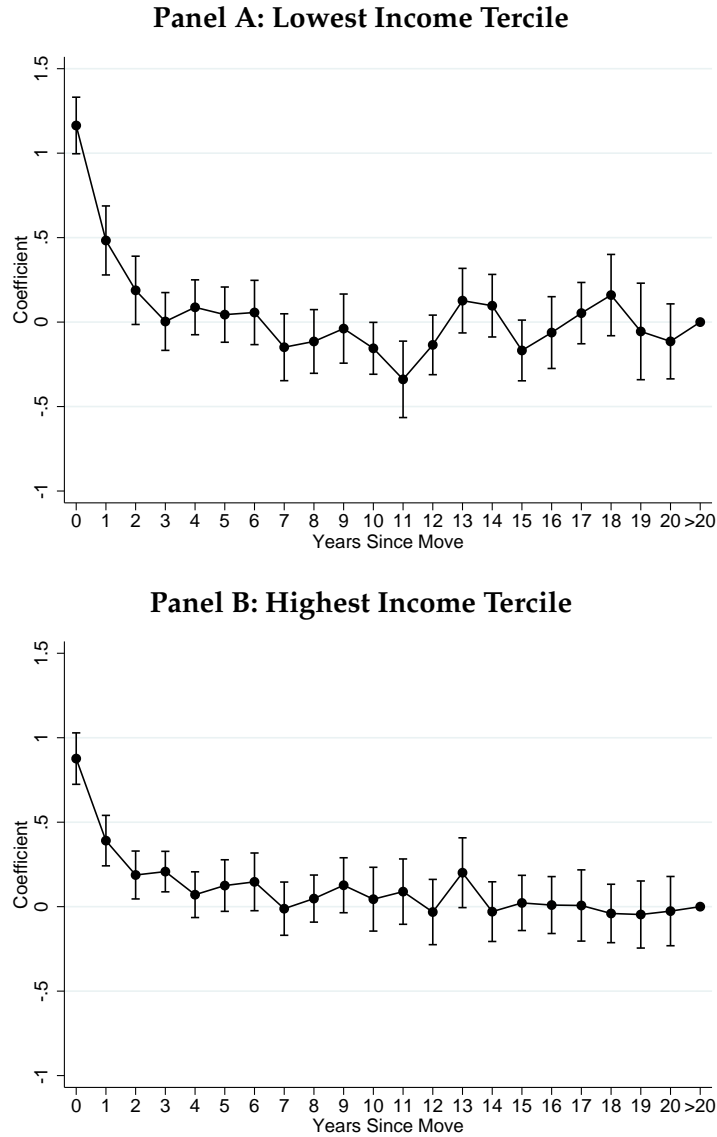 Panel A: Lowest Income Tercile
1.5
1
.5
0
-.5
-1
Coefficient
0 1 2 3 4 5 6 7 8 9 10 11 12 13 14 15 16 17 18 19 20 >20
Years Since Move
Panel B: Highest Income Tercile
1.5
1
.5
0
-.5
-1
Coefficient
0 1 2 3 4 5 6 7 8 9 10 11 12 13 14 15 16 17 18 19 20 >20
Years Since Move